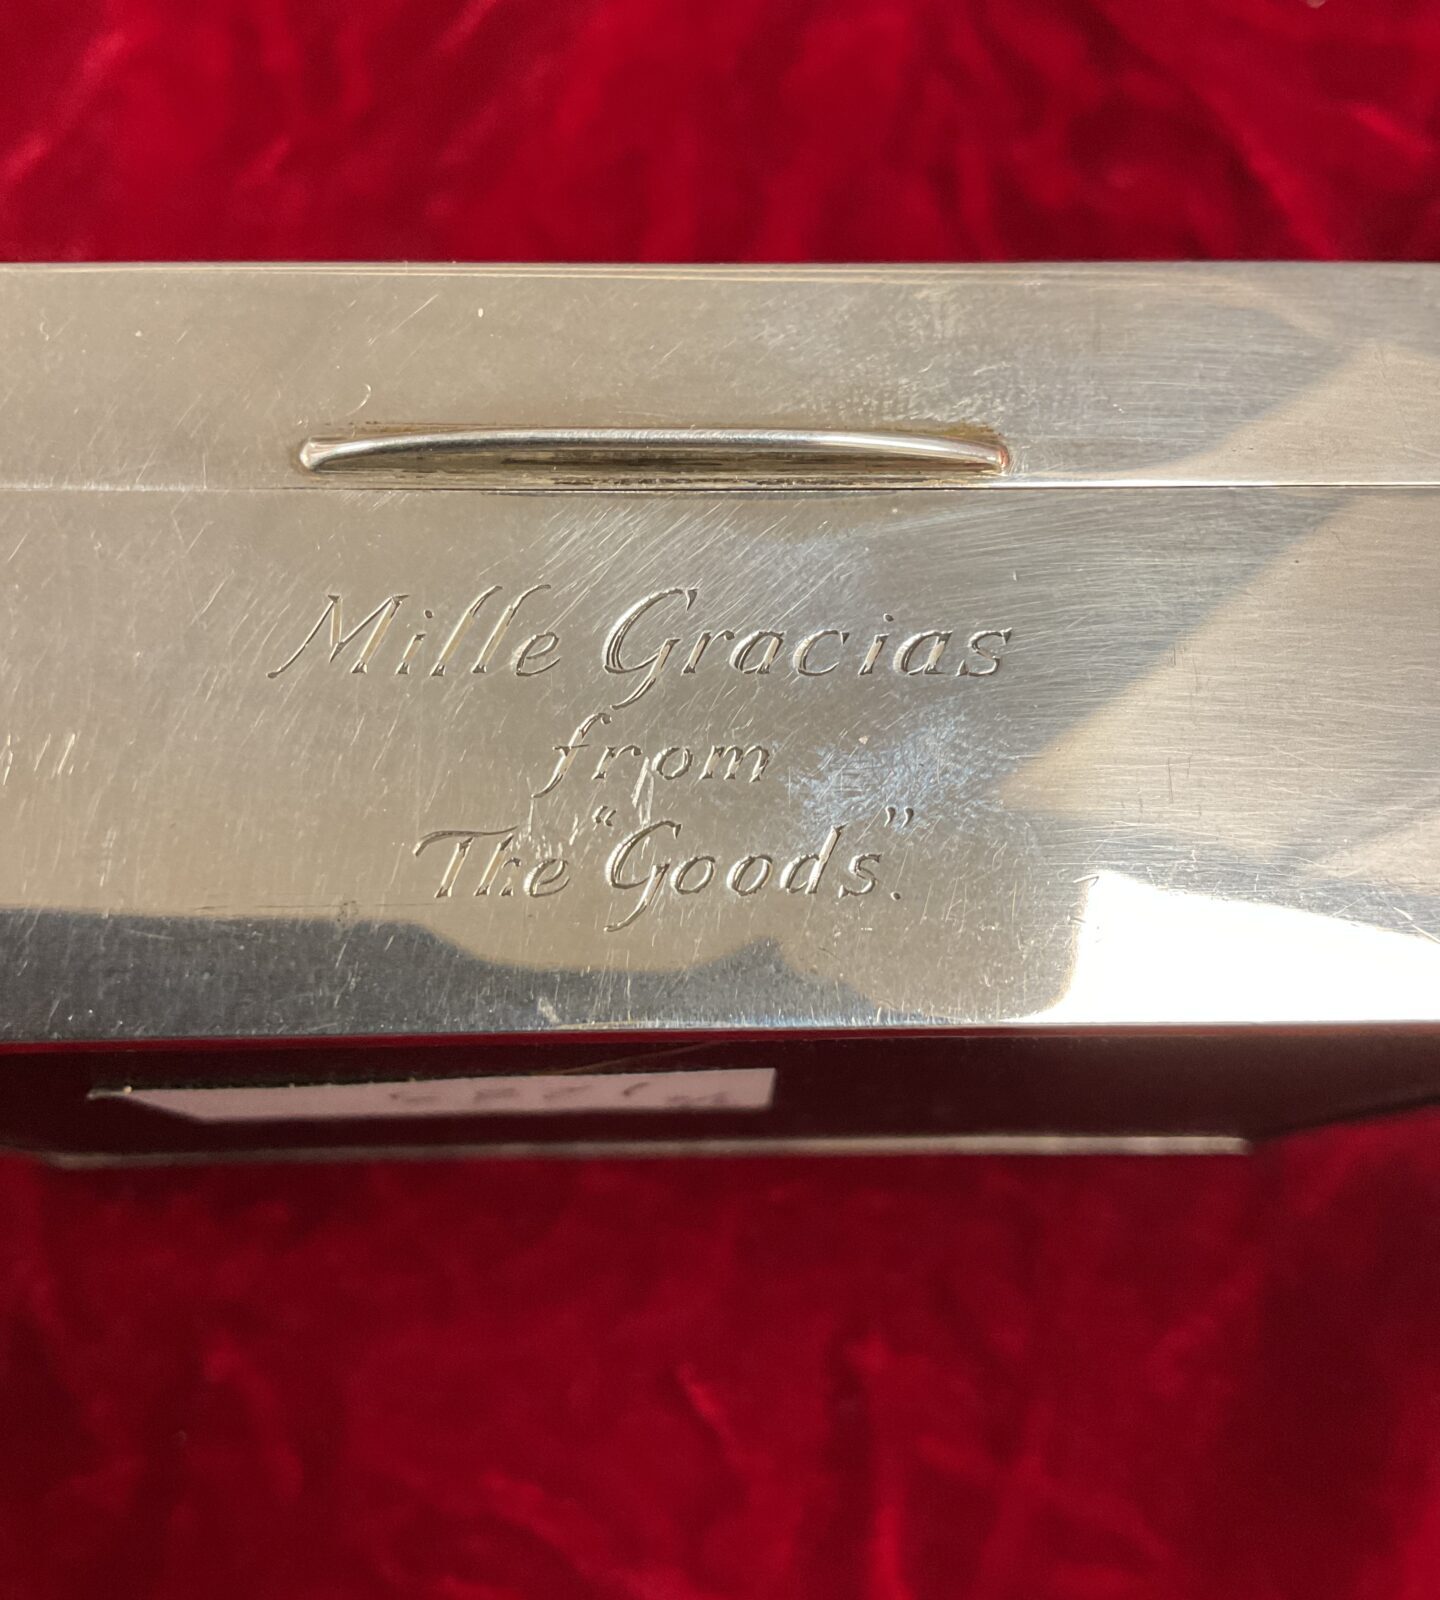 Mille Gracias
from
The “Goods.”